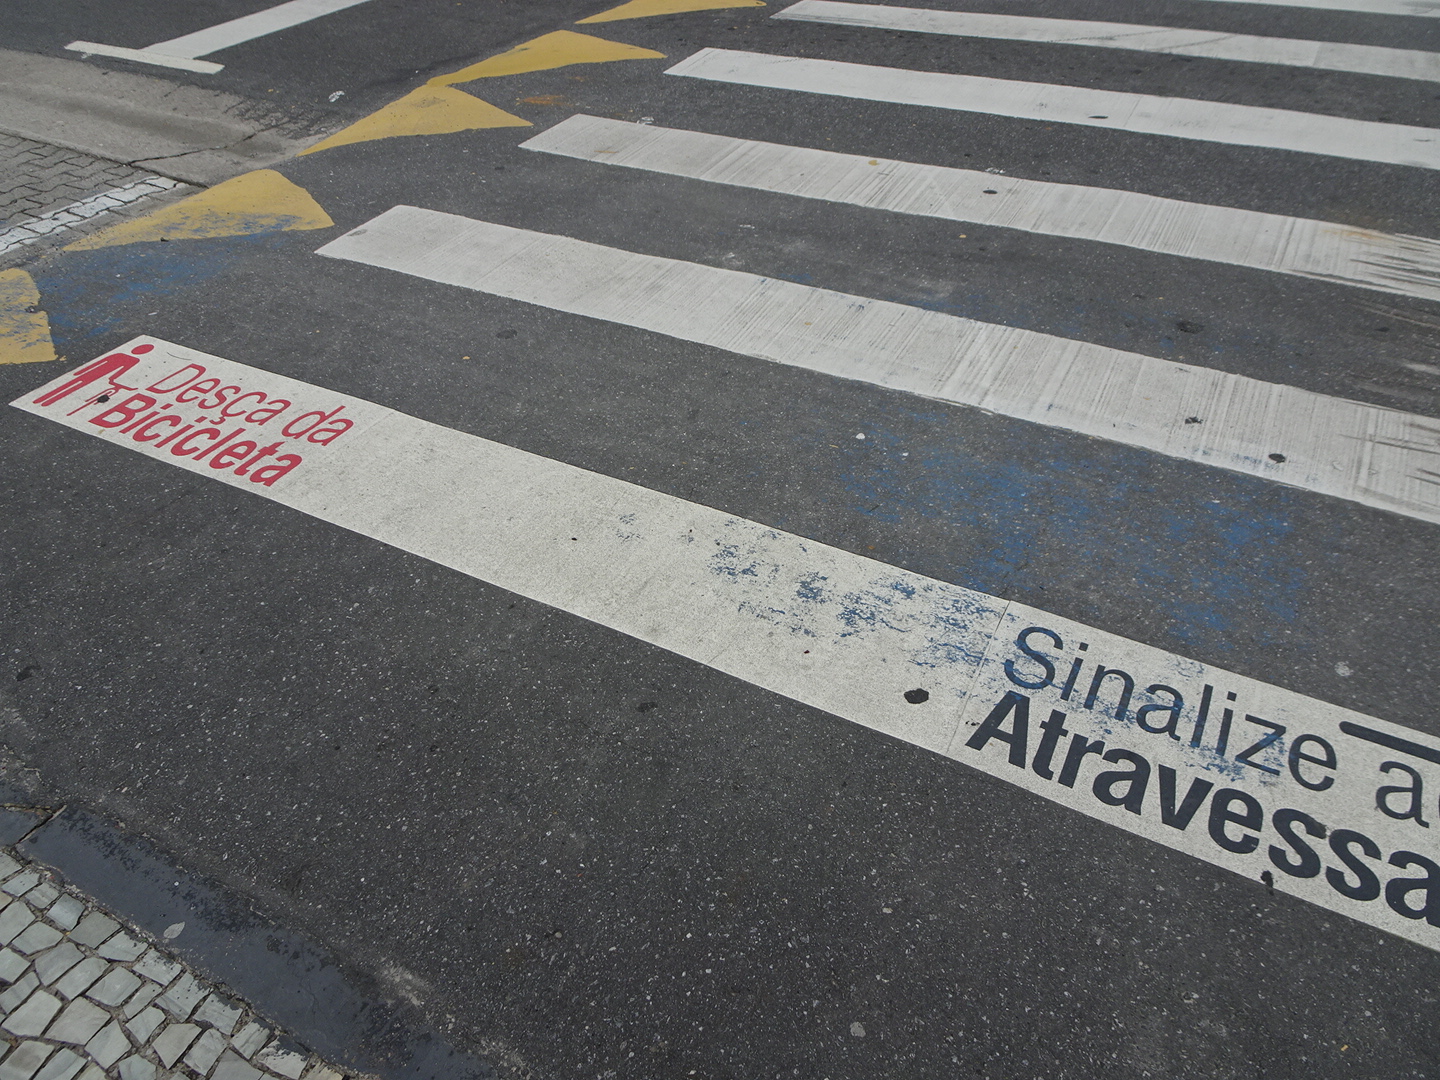 Desça da
Bicicleta
Sinalize
Atravessa